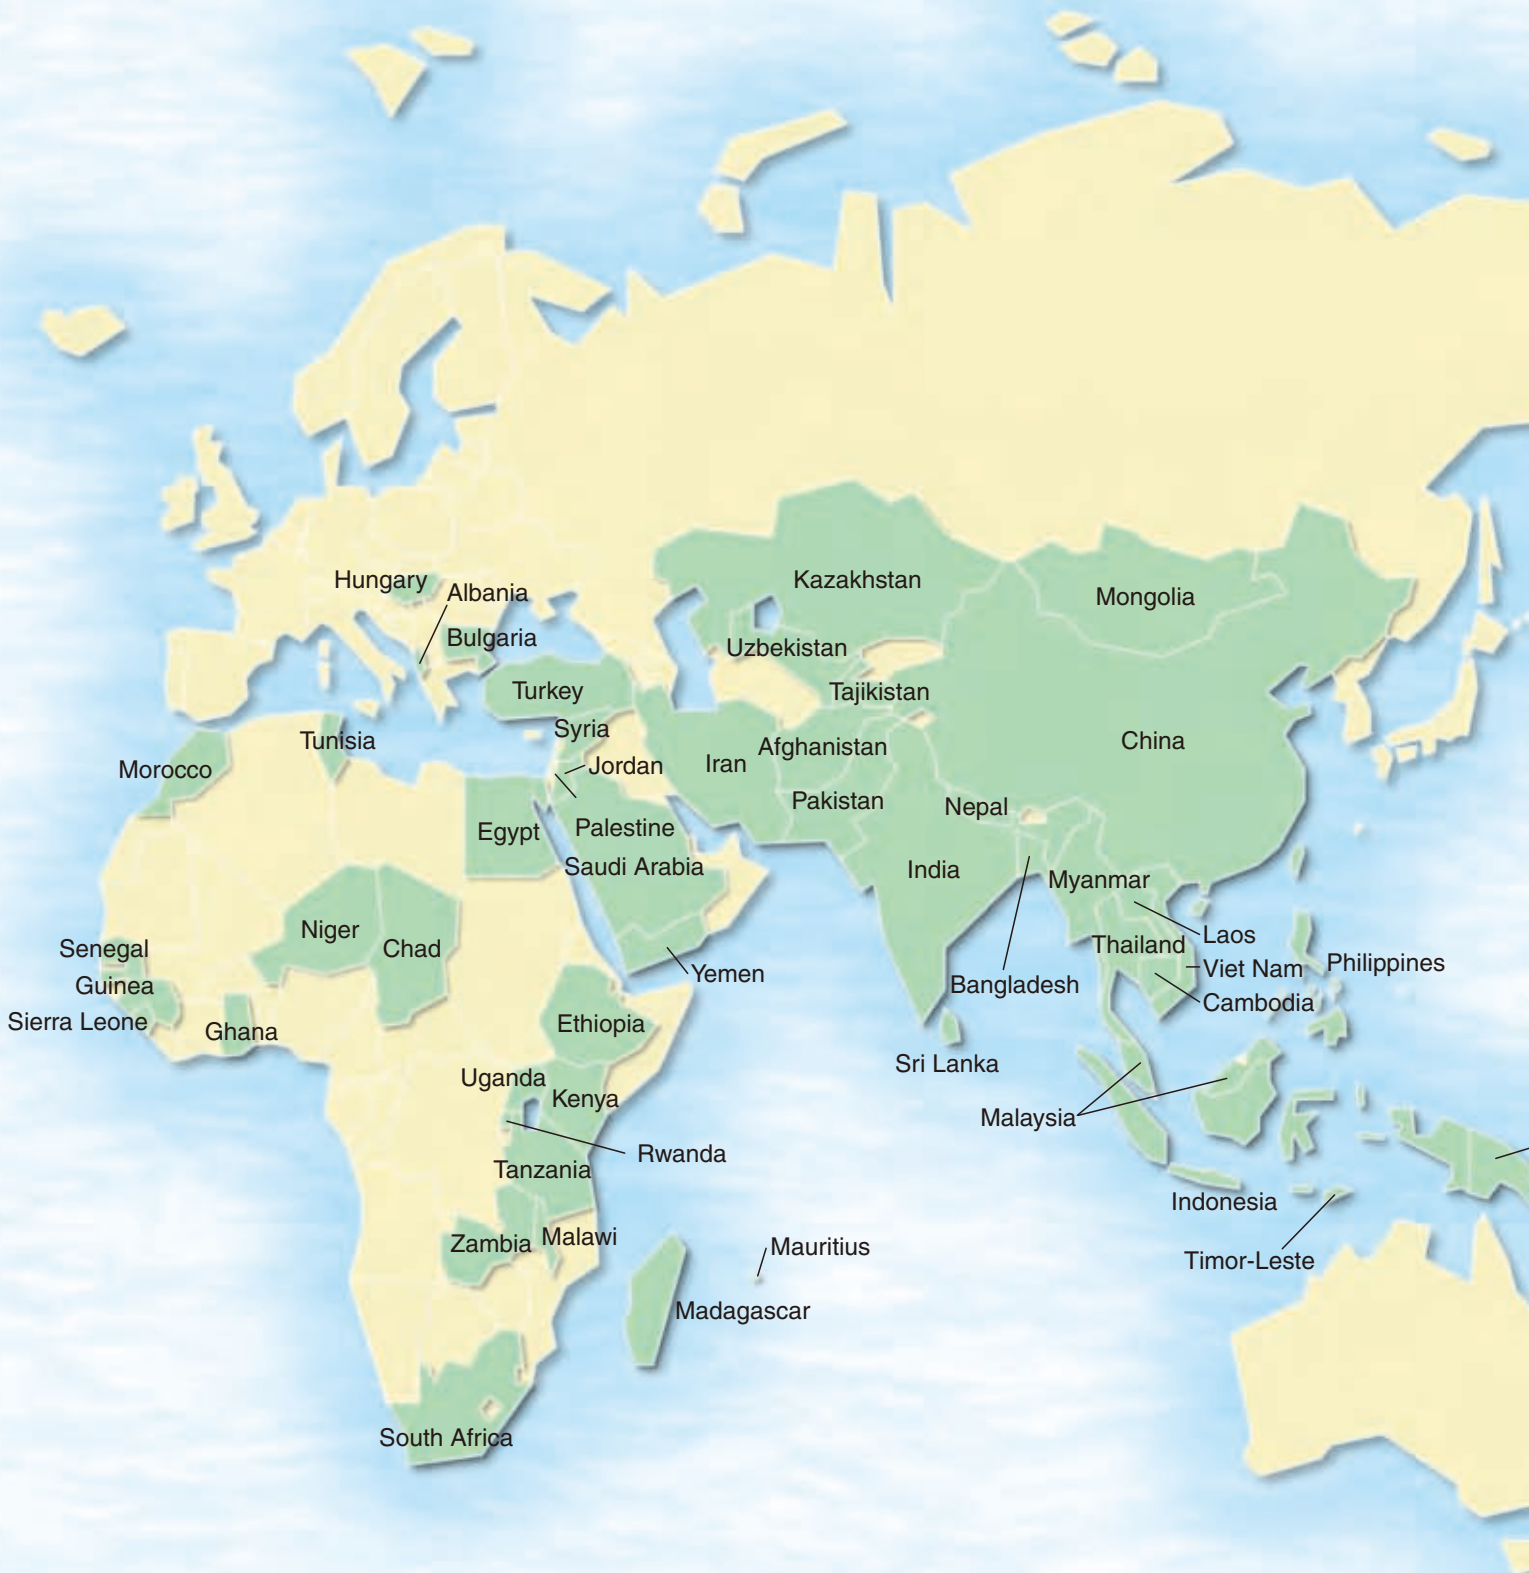 Hungary
Albania
Bulgaria
Kazakhstan
Mongolia
Uzbekistan
Turkey
Tajikistan
Syria
Tunisia
Morocco
Jordan
Iran
Afghanistan
China
Pakistan
Nepal
Egypt
Palestine
Saudi Arabia
India
Myanmar
Niger
Chad
Senegal
Guinea
Sierra Leone
Ghana
Yemen
Thailand
Laos
Viet Nam
Philippines
Bangladesh
Cambodia
Ethiopia
Sri Lanka
Uganda
Kenya
Malaysia
Rwanda
Tanzania
Indonesia
Zambia
Malawi
Mauritius
Timor-Leste
Madagascar
South Africa